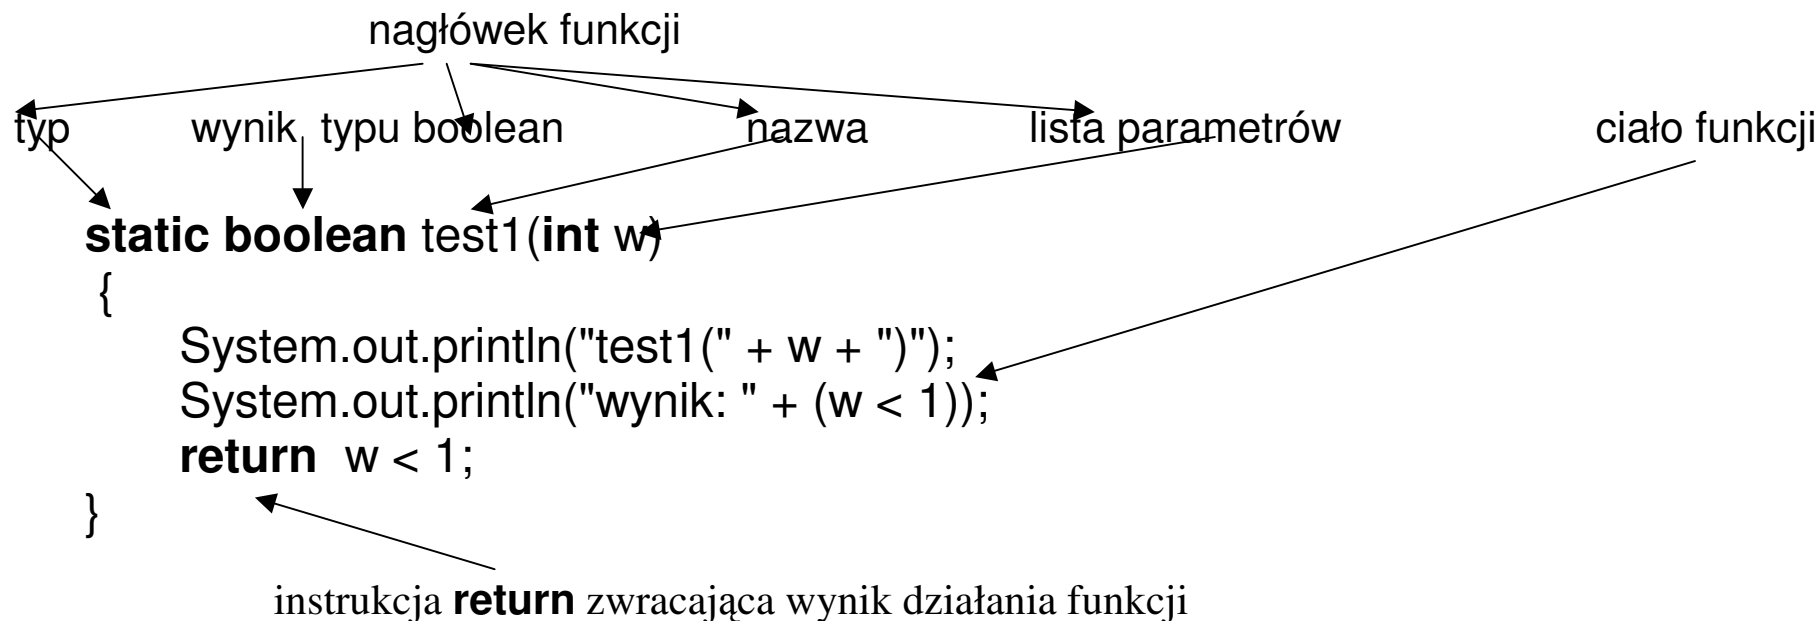 nagłówek funkcji
typ wynik typu boolean nazwa lista parametrów ciało funkcji
static boolean test1(int w)
{
System.out.println("test1(" + w + ")");
System.out.println("wynik: " + (w < 1));
return w < 1;
}
instrukcja return zwracająca wynik działania funkcji